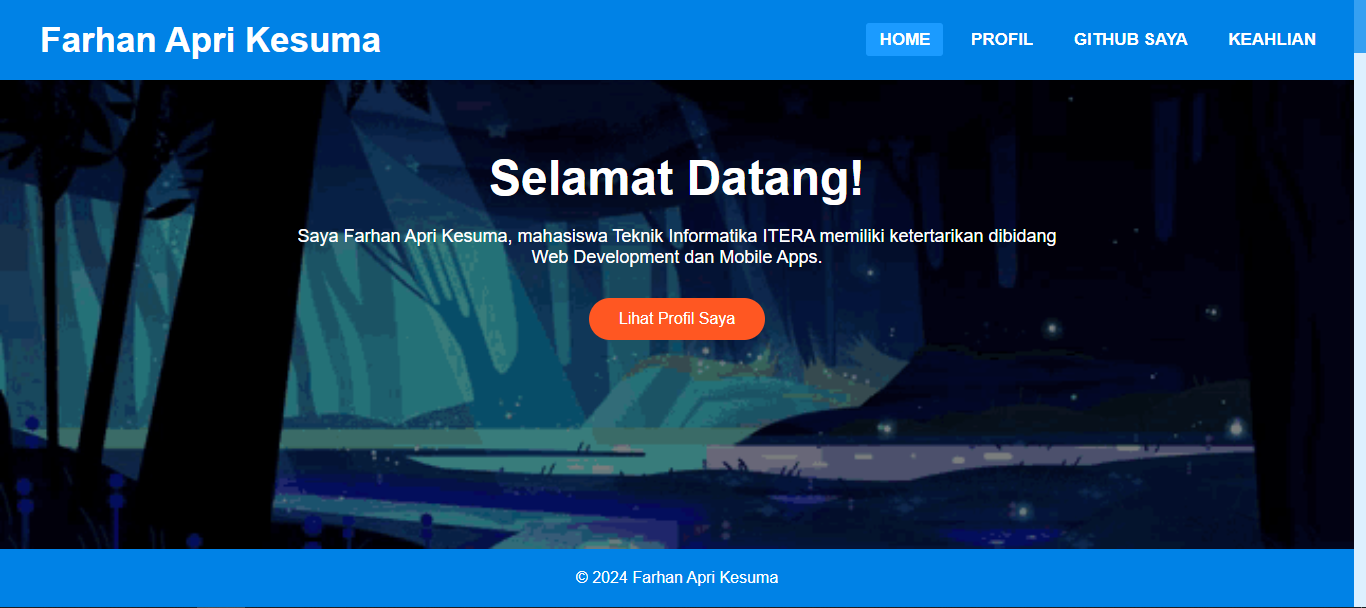 Farhan Apri Kesuma
HOME
PROFIL
GITHUB SAYA
KEAHLIAN
Selamat Datang!
Saya Farhan Apri Kesuma, mahasiswa Teknik Informatika ITERA memiliki ketertarikan dibidang
Web Development dan Mobile Apps.
Lihat Profil Saya
© 2024 Farhan Apri Kesuma